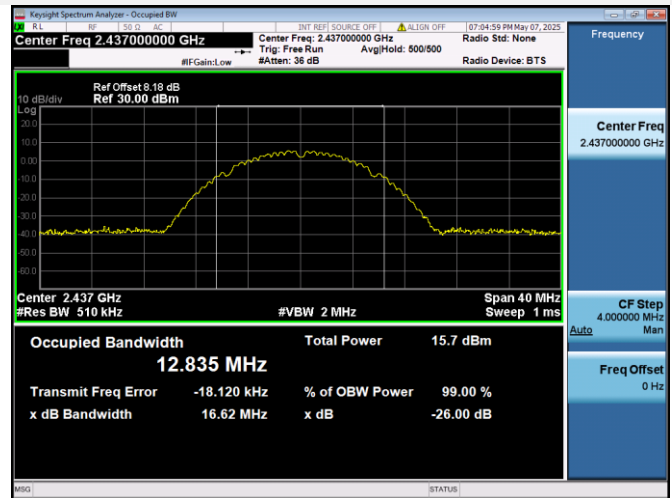 Keysight Spectrum Analyzer - Occupied BW
RL RF 50 Ω AC INT REF SOURCE OFF ALIGN OFF 07:04:59 PM May 07, 2025
Center Freq 2.437000000 GHz
Center Freq: 2.437000000 GHz Radio Std: None
Trig: Free Run Avg|Hold: 500/500
#IFGain:Low #Atten: 36 dB Radio Device: BTS
Ref Offset 8.18 dB
10 dB/div Ref 30.00 dBm
Log
20.0
10.0
0.00
-10.0
-20.0
-30.0
-40.0
-50.0
-60.0
Center 2.437 GHz Span 40 MHz
#Res BW 510 kHz #VBW 2 MHz Sweep 1 ms
Occupied Bandwidth Total Power 15.7 dBm
12.835 MHz
Transmit Freq Error -18.120 kHz % of OBW Power 99.00 %
x dB Bandwidth 16.62 MHz x dB -26.00 dB
MSG STATUS
Frequency
Center Freq
2.437000000 GHz
CF Step
4.000000 MHz
Auto Man
Freq Offset
0 Hz